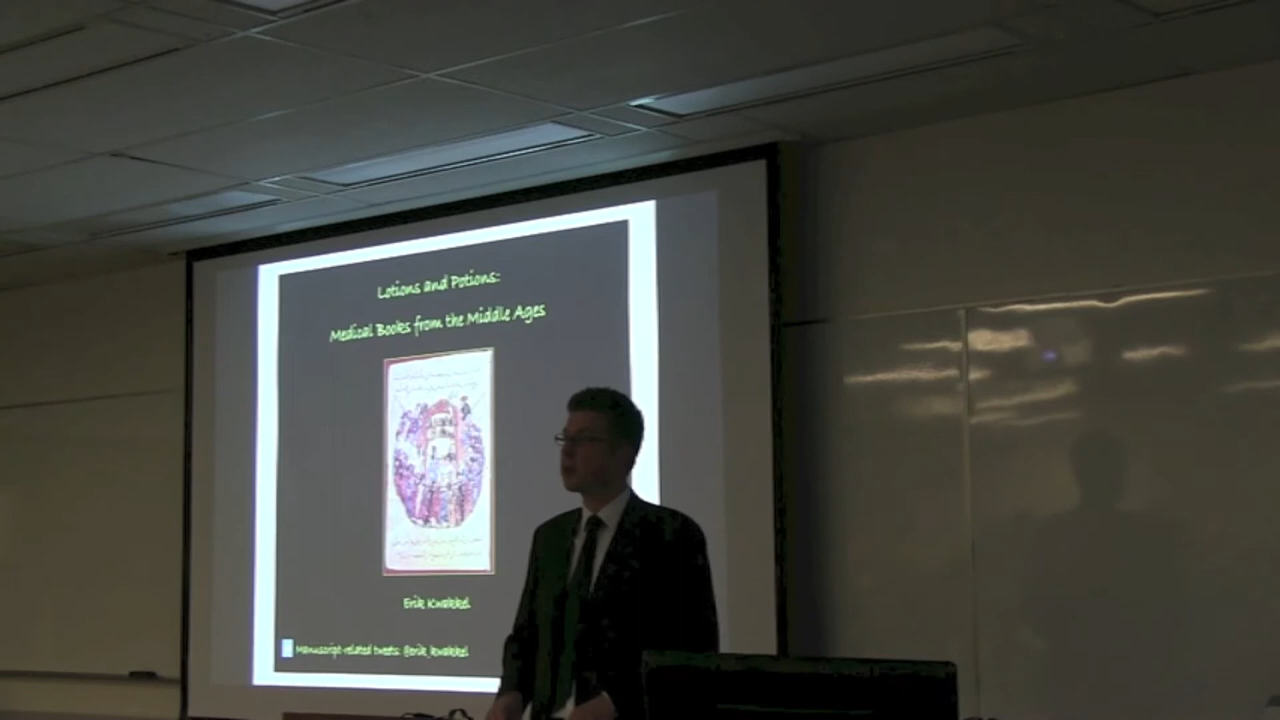 Lotions and Potions:
Medical Books from the Middle Ages
Erik Kwakkel
Manuscript-related tweets: @erik_kwakkel